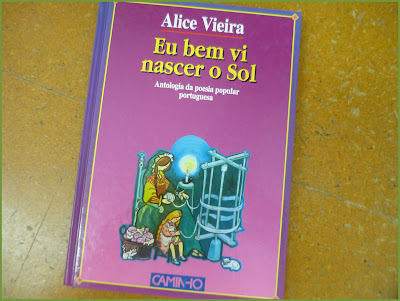 Alice Vieira
Eu bem vi
nascer o Sol
Antologia da poesia popular
portuguesa
CAMINHO